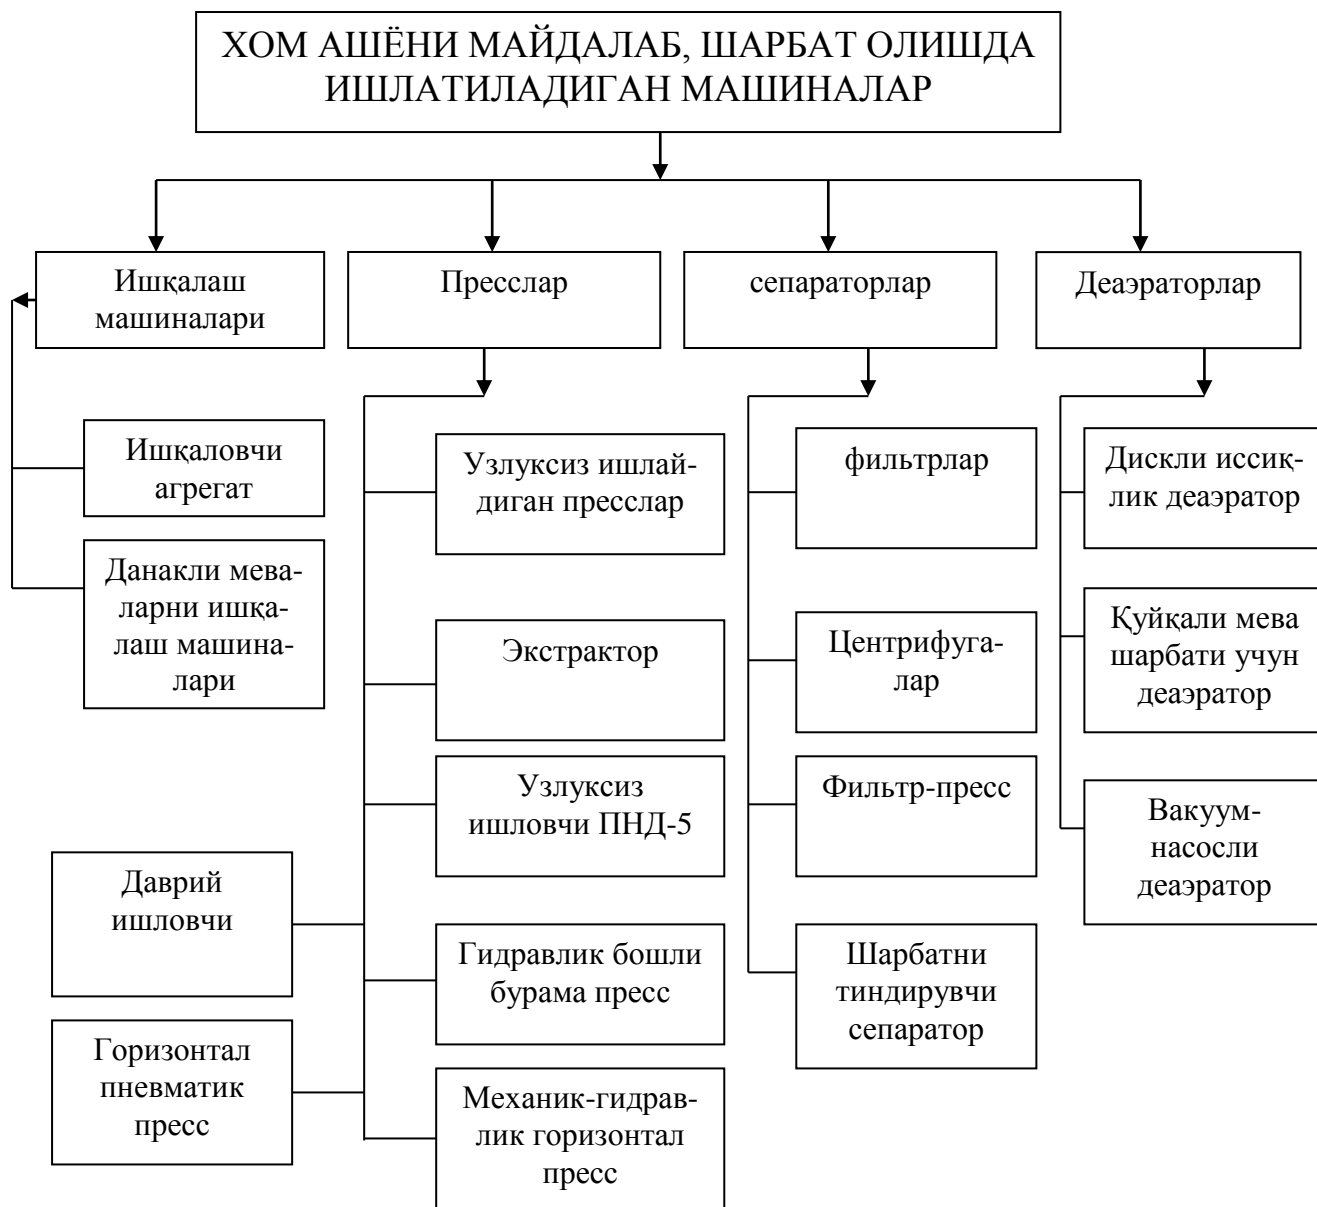 ХОМ АШЁНИ МАЙДАЛАБ, ШАРБАТ ОЛИШДА
ИШЛАТИЛАДИГАН МАШИНАЛАР
Ишқалаш
машиналари
Пресслар
сепараторлар
Деаэраторлар
Ишқаловчи
агрегат
Данакли мева-
ларни ишқа-
лаш машина-
лари
Узлуксиз ишлай-
диган пресслар
Экстрактор
Узлуксиз
ишловчи ПНД-5
Даврий
ишловчи
Гидравлик бошли
бурама пресс
Горизонтал
пневматик
пресс
Механик-гидрав-
лик горизонтал
пресс
фильтрлар
Центрифуга-
лар
Фильтр-пресс
Шарбатни
тиндирувчи
сепаратор
Дискли иссиқ-
лик деаэратор
Қуйқали мева
шарбати учун
деаэратор
Вакуум-
насосли
деаэратор